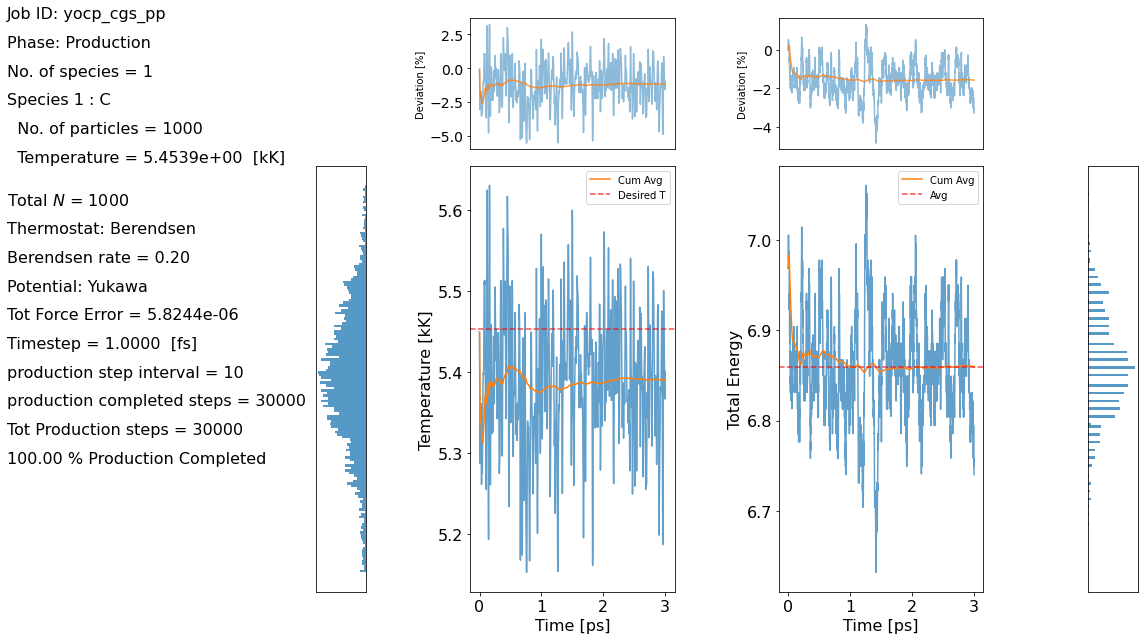 Job ID: yocp_cgs_pp
Phase: Production
No. of species = 1
Species 1 : C
No. of particles = 1000
Temperature = 5.4539e+00  [kK]
Total N = 1000
Thermostat: Berendsen
Berendsen rate = 0.20
Potential: Yukawa
Tot Force Error = 5.8244e-06
Timestep = 1.0000  [fs]
production step interval = 10
production completed steps = 30000
Tot Production steps = 30000
100.00 % Production Completed
Deviation [%]
2.5
0.0
−2.5
−5.0
Deviation [%]
0
−2
−4
Temperature [kK]
5.6
5.5
5.4
5.3
5.2
Cum Avg
Desired T
0 1 2 3
Time [ps]
Total Energy
7.0
6.9
6.8
6.7
Cum Avg
Avg
0 1 2 3
Time [ps]